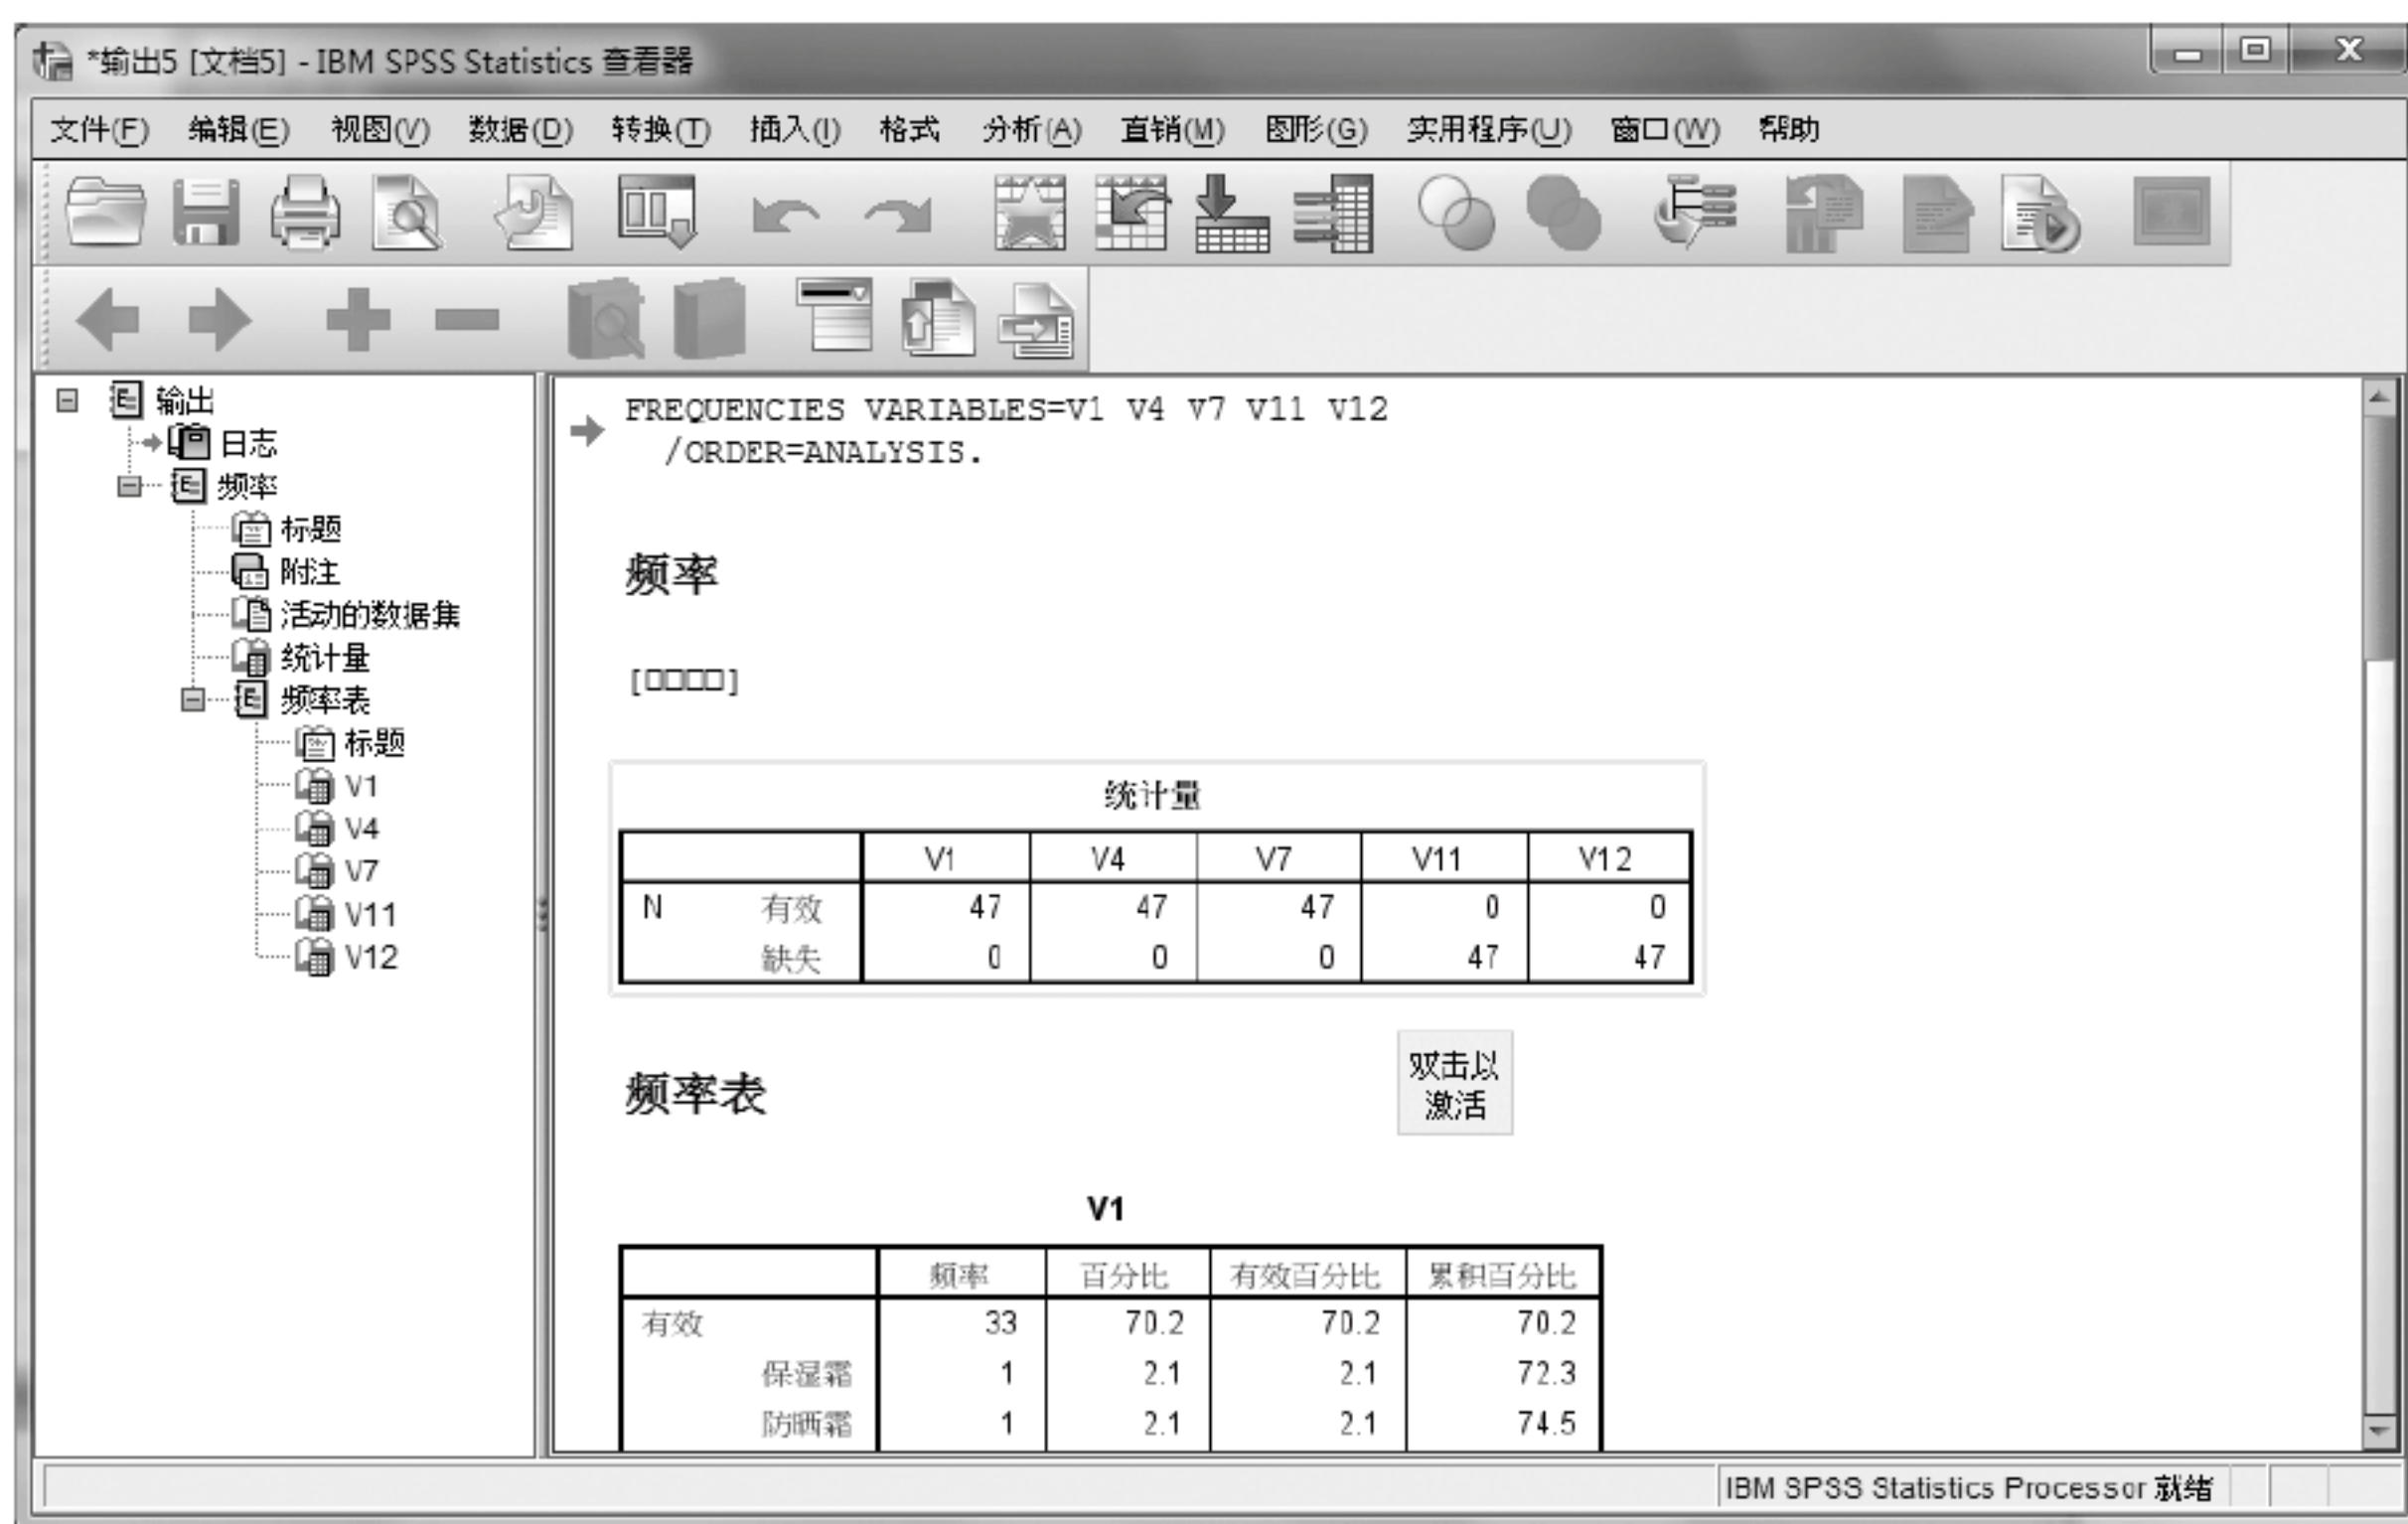 *输出5 [文档5] - IBM SPSS Statistics 查看器
文件(F) 编辑(E) 视图(V) 数据(D) 转换(T) 插入(I) 格式 分析(A) 直销(M) 图形(G) 实用程序(U) 窗口(W) 帮助
输出
日志
频率
标题
附注
活动的数据集
统计量
频率表
标题
V1
V4
V7
V11
V12
FREQUENCIES VARIABLES=V1 V4 V7 V11 V12
/ORDER=ANALYSIS.
频率
[□□□□]
统计量
V1 V4 V7 V11 V12
N 有效 47 47 47 0 0
缺失 0 0 0 47 47
双击以
激活
频率表
V1
频率 百分比 有效百分比 累积百分比
有效 33 70.2 70.2 70.2
保湿霜 1 2.1 2.1 72.3
防晒霜 1 2.1 2.1 74.5
IBM SPSS Statistics Processor 就绪